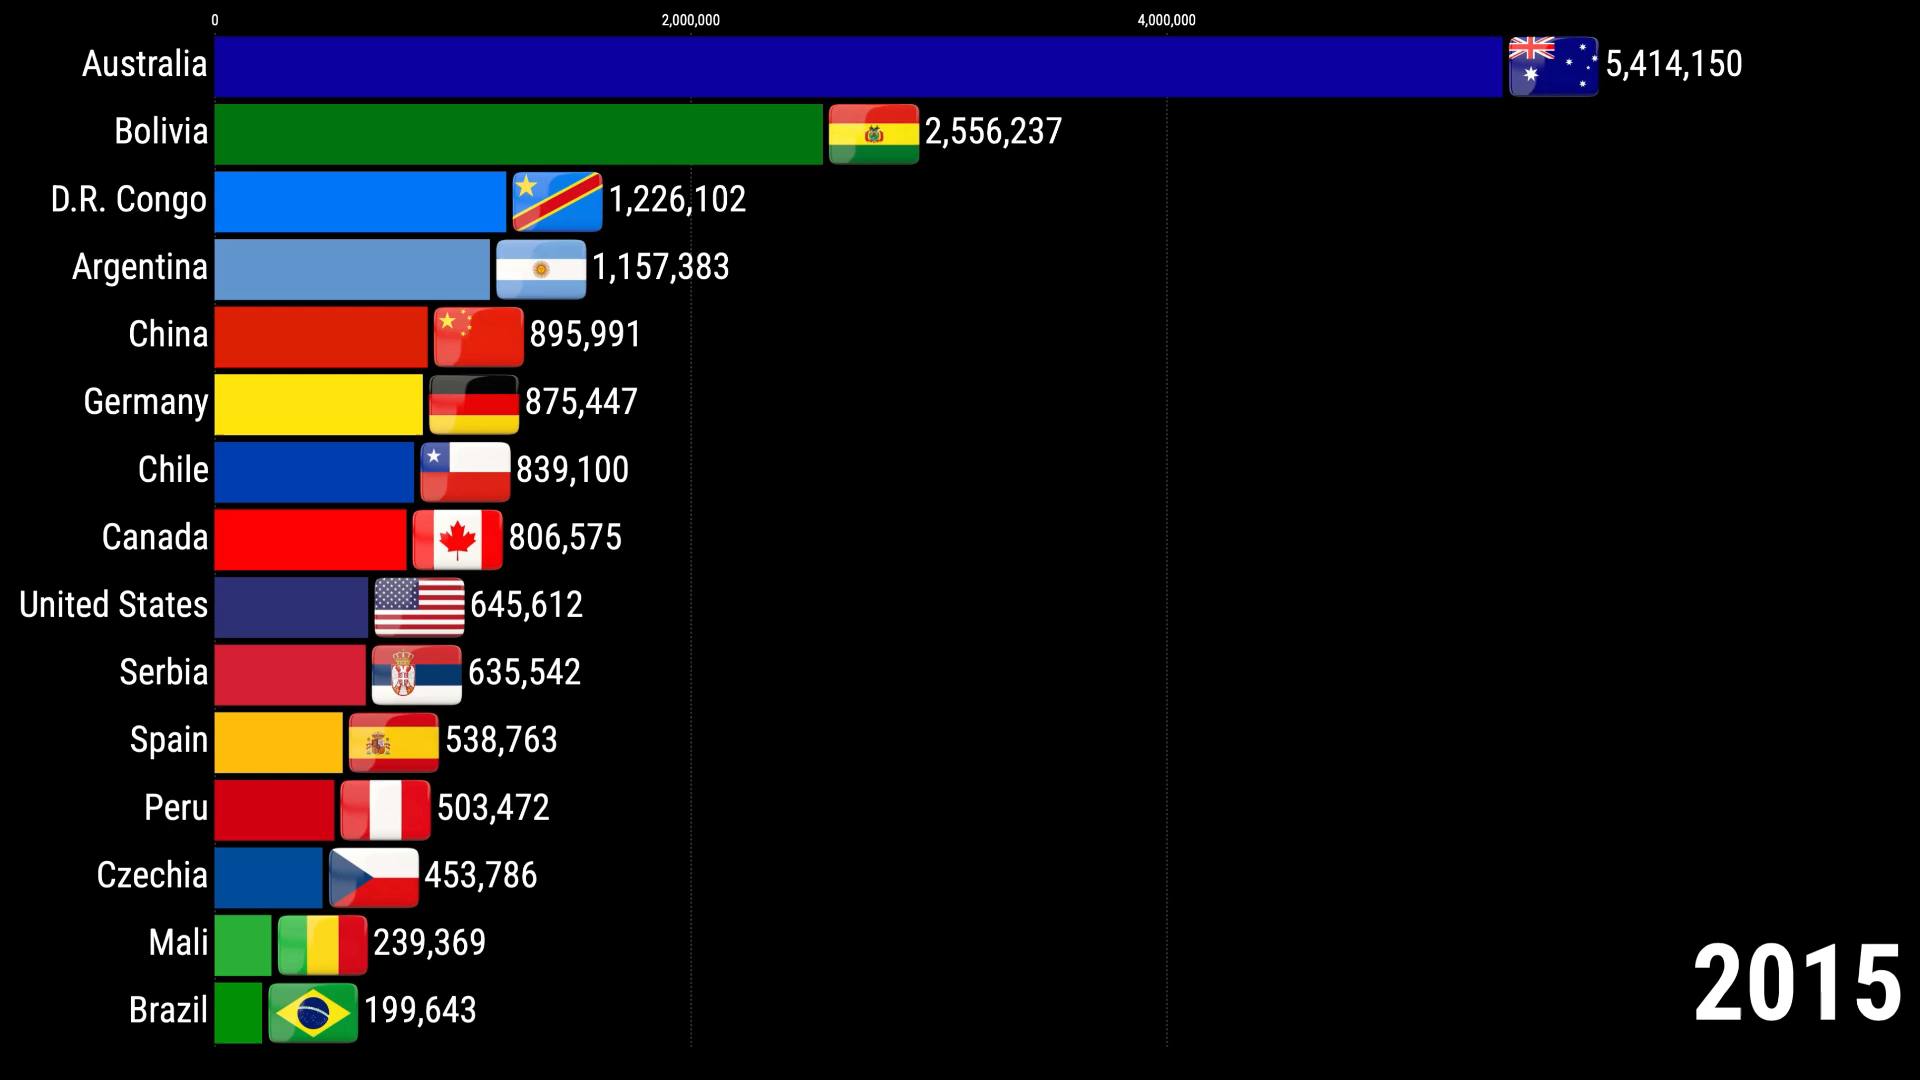 0 2,000,000 4,000,000
Australia 5,414,150
Bolivia 2,556,237
D.R. Congo 1,226,102
Argentina 1,157,383
China 895,991
Germany 875,447
Chile 839,100
Canada 806,575
United States 645,612
Serbia 635,542
Spain 538,763
Peru 503,472
Czechia 453,786
Mali 239,369
Brazil 199,643
2015